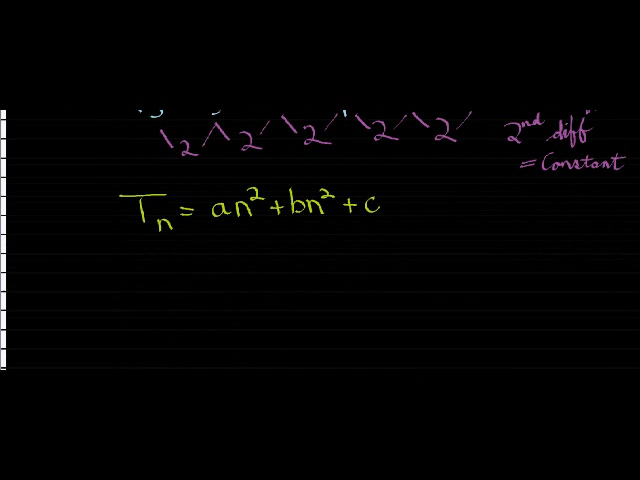 2 2 2 2 2 2nd diff
= Constant
Tn = an² + bn² + c